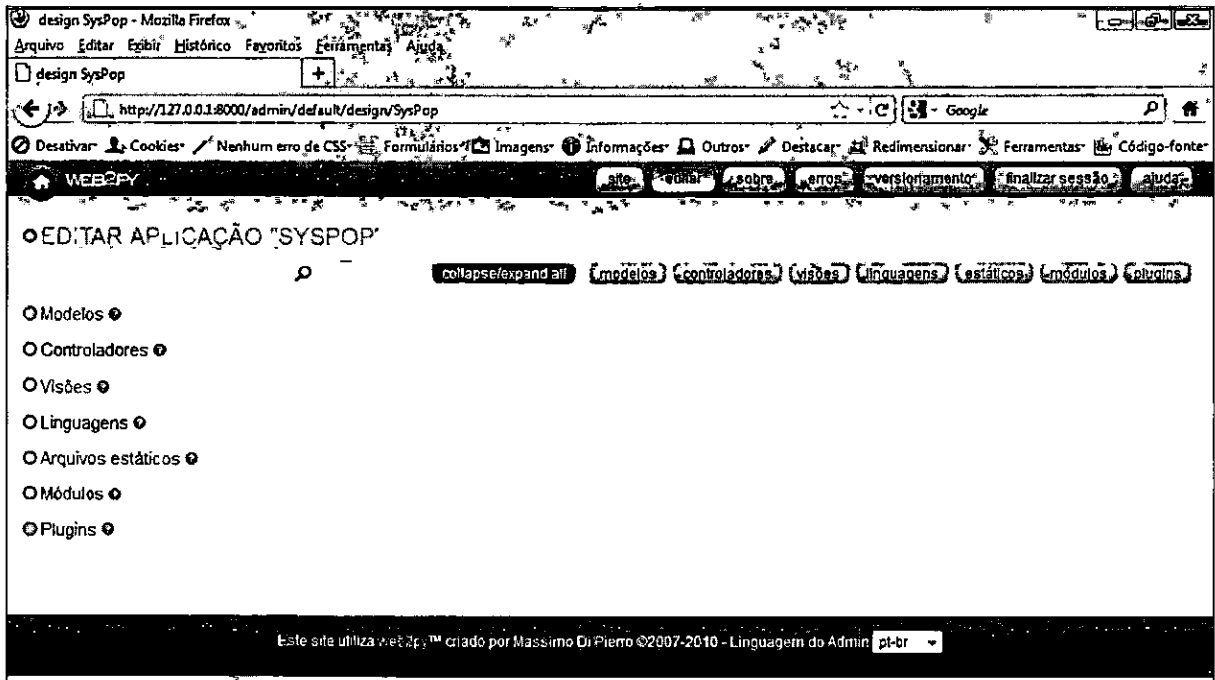 design SysPop - Mozilla Firefox
Arquivo Editar Exibir Histórico Favoritos Ferramentas Ajuda
design SysPop +
http://127.0.0.1:8000/admin/default/design/SysPop Google
Desativar Cookies Nenhum erro de CSS Formulários Imagens Informações Outros Destacar Redimensionar Ferramentas Código-fonte
WEB2PY site editar sobre erros versionamento finalizar sessão ajuda
EDITAR APLICAÇÃO "SYSPOP"
collapse/expand all modelos controladores visões linguagens estáticos módulos plugins
Modelos
Controladores
Visões
Linguagens
Arquivos estáticos
Módulos
Plugins
Este site utiliza web2py™ criado por Massimo Di Pierro ©2007-2010 - Linguagem do Admin pt-br